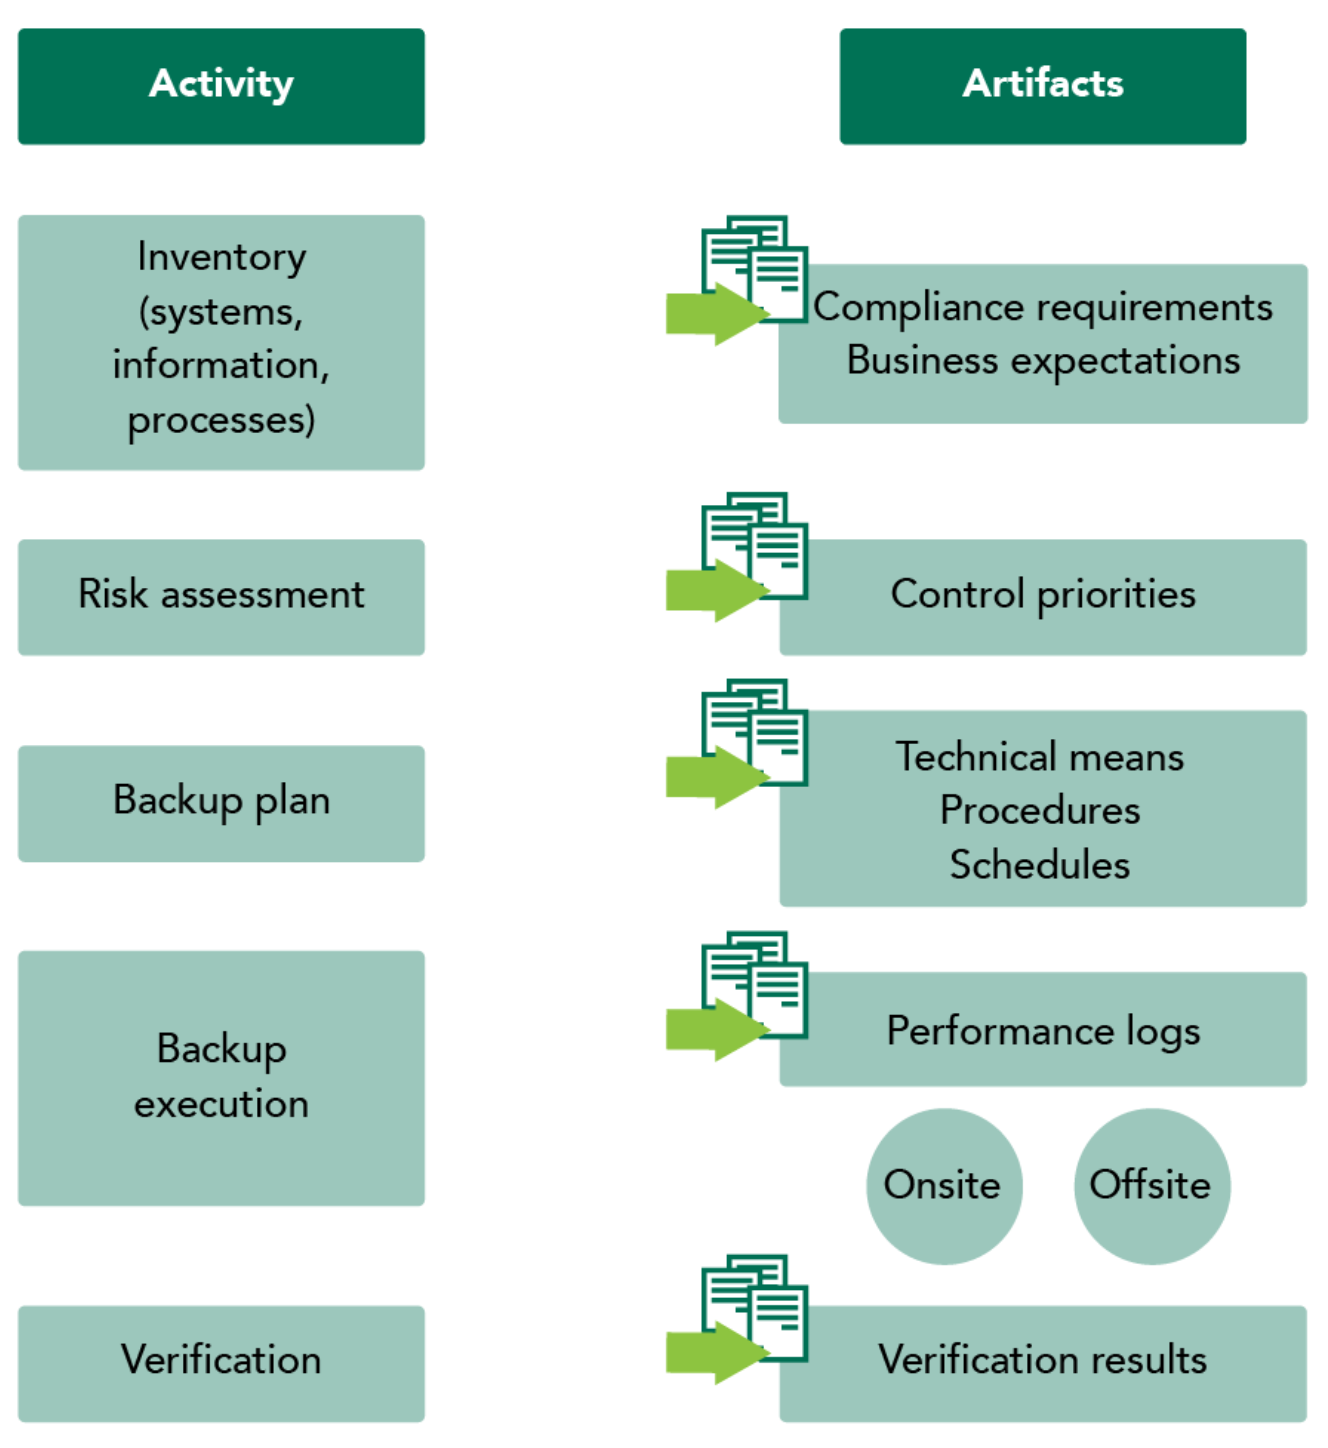 Activity
Artifacts
Inventory
(systems,
information,
processes)
Compliance requirements
Business expectations
Risk assessment
Control priorities
Backup plan
Technical means
Procedures
Schedules
Backup
execution
Performance logs
Onsite
Offsite
Verification
Verification results